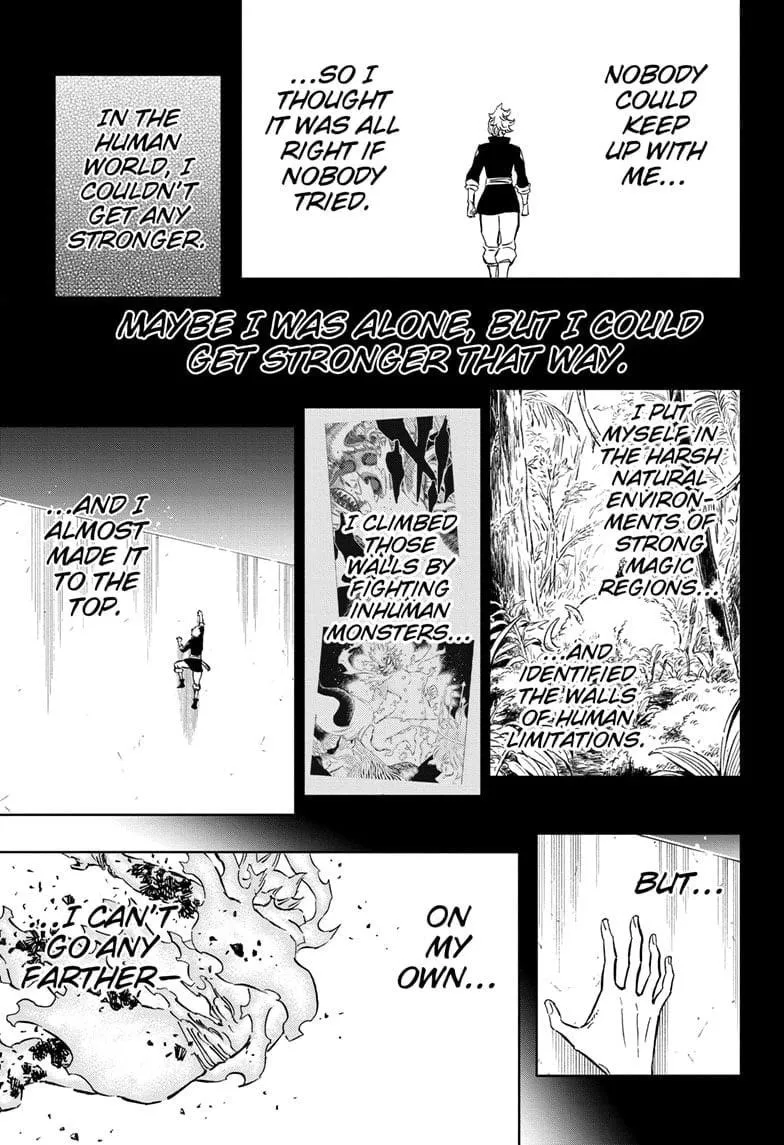 NOBODY
COULD
KEEP
UP WITH
ME...
...SO I
THOUGHT
IT WAS ALL
RIGHT IF
NOBODY
TRIED.
IN THE
HUMAN
WORLD, I
COULDN'T
GET ANY
STRONGER.
MAYBE I WAS ALONE, BUT I COULD
GET STRONGER THAT WAY.
I PUT
MYSELF IN
THE HARSH
NATURAL
ENVIRON-
MENTS OF
STRONG
MAGIC
REGIONS...
...AND
IDENTIFIED
THE WALLS
OF HUMAN
LIMITATIONS.
I CLIMBED
THOSE
WALLS BY
FIGHTING
INHUMAN
MONSTERS...
...AND I
ALMOST
MADE IT
TO THE
TOP.
BUT...
ON
MY
OWN...
...I CAN'T
GO ANY
FARTHER—